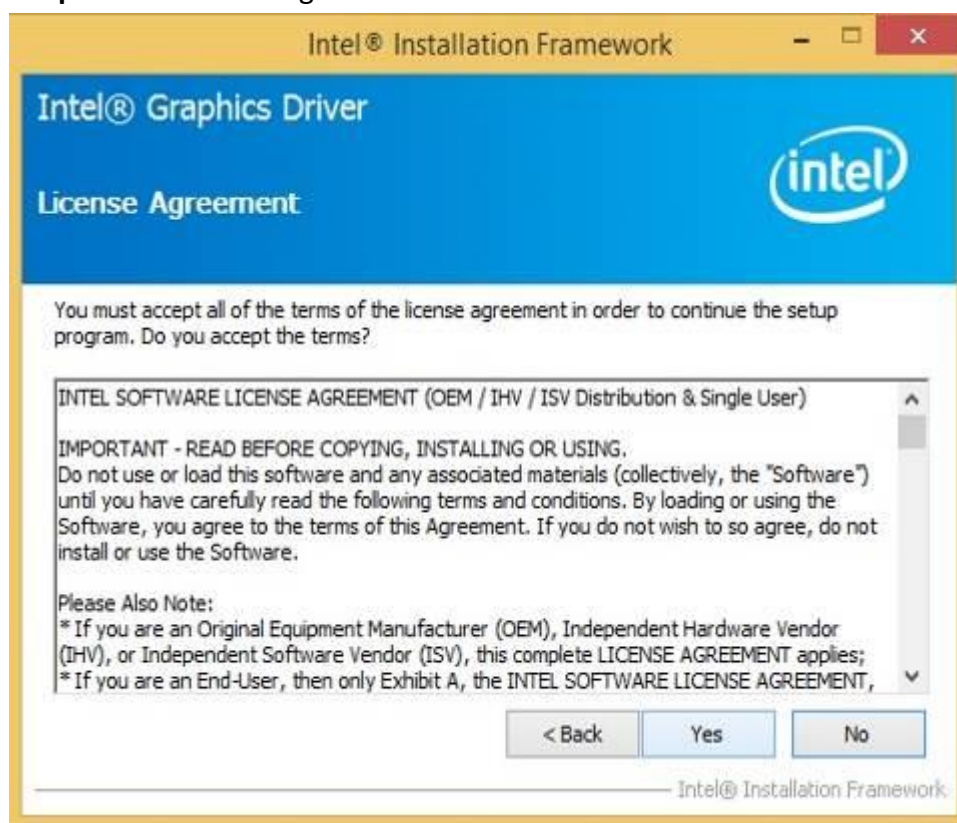 Intel® Installation Framework
Intel® Graphics Driver
intel
License Agreement
You must accept all of the terms of the license agreement in order to continue the setup
program. Do you accept the terms?
INTEL SOFTWARE LICENSE AGREEMENT (OEM / IHV / ISV Distribution & Single User)
IMPORTANT - READ BEFORE COPYING, INSTALLING OR USING.
Do not use or load this software and any associated materials (collectively, the "Software")
until you have carefully read the following terms and conditions. By loading or using the
Software, you agree to the terms of this Agreement. If you do not wish to so agree, do not
install or use the Software.
Please Also Note:
* If you are an Original Equipment Manufacturer (OEM), Independent Hardware Vendor
(IHV), or Independent Software Vendor (ISV), this complete LICENSE AGREEMENT applies;
* If you are an End-User, then only Exhibit A, the INTEL SOFTWARE LICENSE AGREEMENT,
< Back Yes No
Intel® Installation Framework